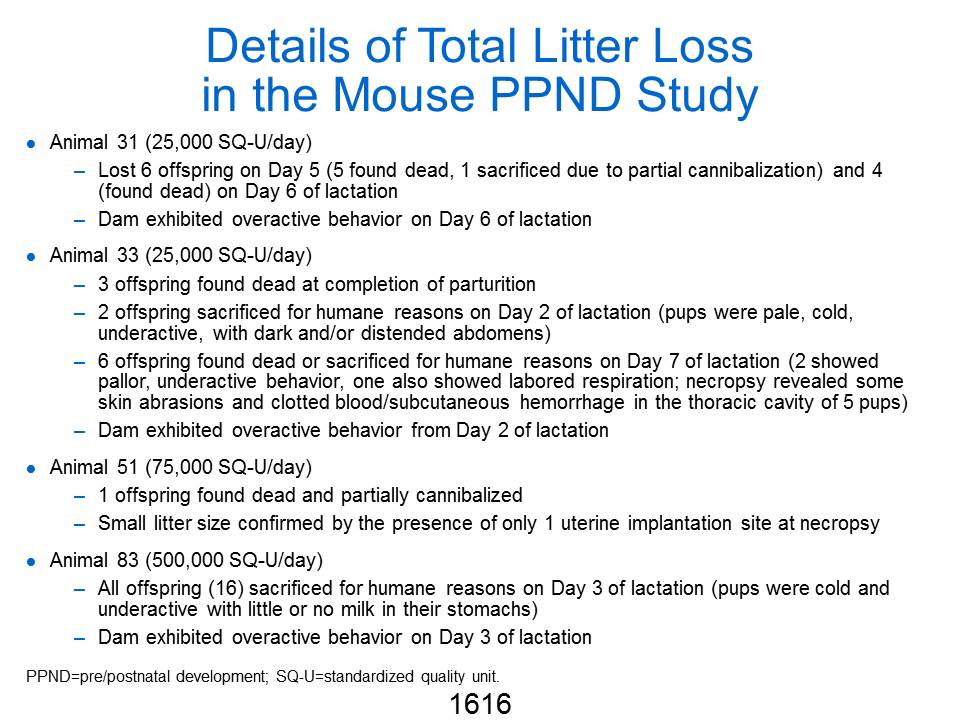 Details of Total Litter Loss
in the Mouse PPND Study
● Animal 31 (25,000 SQ-U/day)
– Lost 6 offspring on Day 5 (5 found dead, 1 sacrificed due to partial cannibalization) and 4
(found dead) on Day 6 of lactation
– Dam exhibited overactive behavior on Day 6 of lactation
● Animal 33 (25,000 SQ-U/day)
– 3 offspring found dead at completion of parturition
– 2 offspring sacrificed for humane reasons on Day 2 of lactation (pups were pale, cold,
underactive, with dark and/or distended abdomens)
– 6 offspring found dead or sacrificed for humane reasons on Day 7 of lactation (2 showed
pallor, underactive behavior, one also showed labored respiration; necropsy revealed some
skin abrasions and clotted blood/subcutaneous hemorrhage in the thoracic cavity of 5 pups)
– Dam exhibited overactive behavior from Day 2 of lactation
● Animal 51 (75,000 SQ-U/day)
– 1 offspring found dead and partially cannibalized
– Small litter size confirmed by the presence of only 1 uterine implantation site at necropsy
● Animal 83 (500,000 SQ-U/day)
– All offspring (16) sacrificed for humane reasons on Day 3 of lactation (pups were cold and
underactive with little or no milk in their stomachs)
– Dam exhibited overactive behavior on Day 3 of lactation
PPND=pre/postnatal development; SQ-U=standardized quality unit.
1616